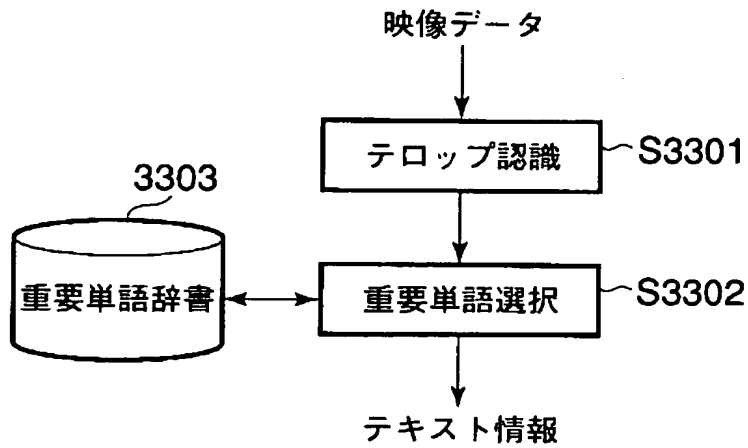 映像データ
テロップ認識
S3301
3303
重要単語辞書
重要単語選択
S3302
テキスト情報